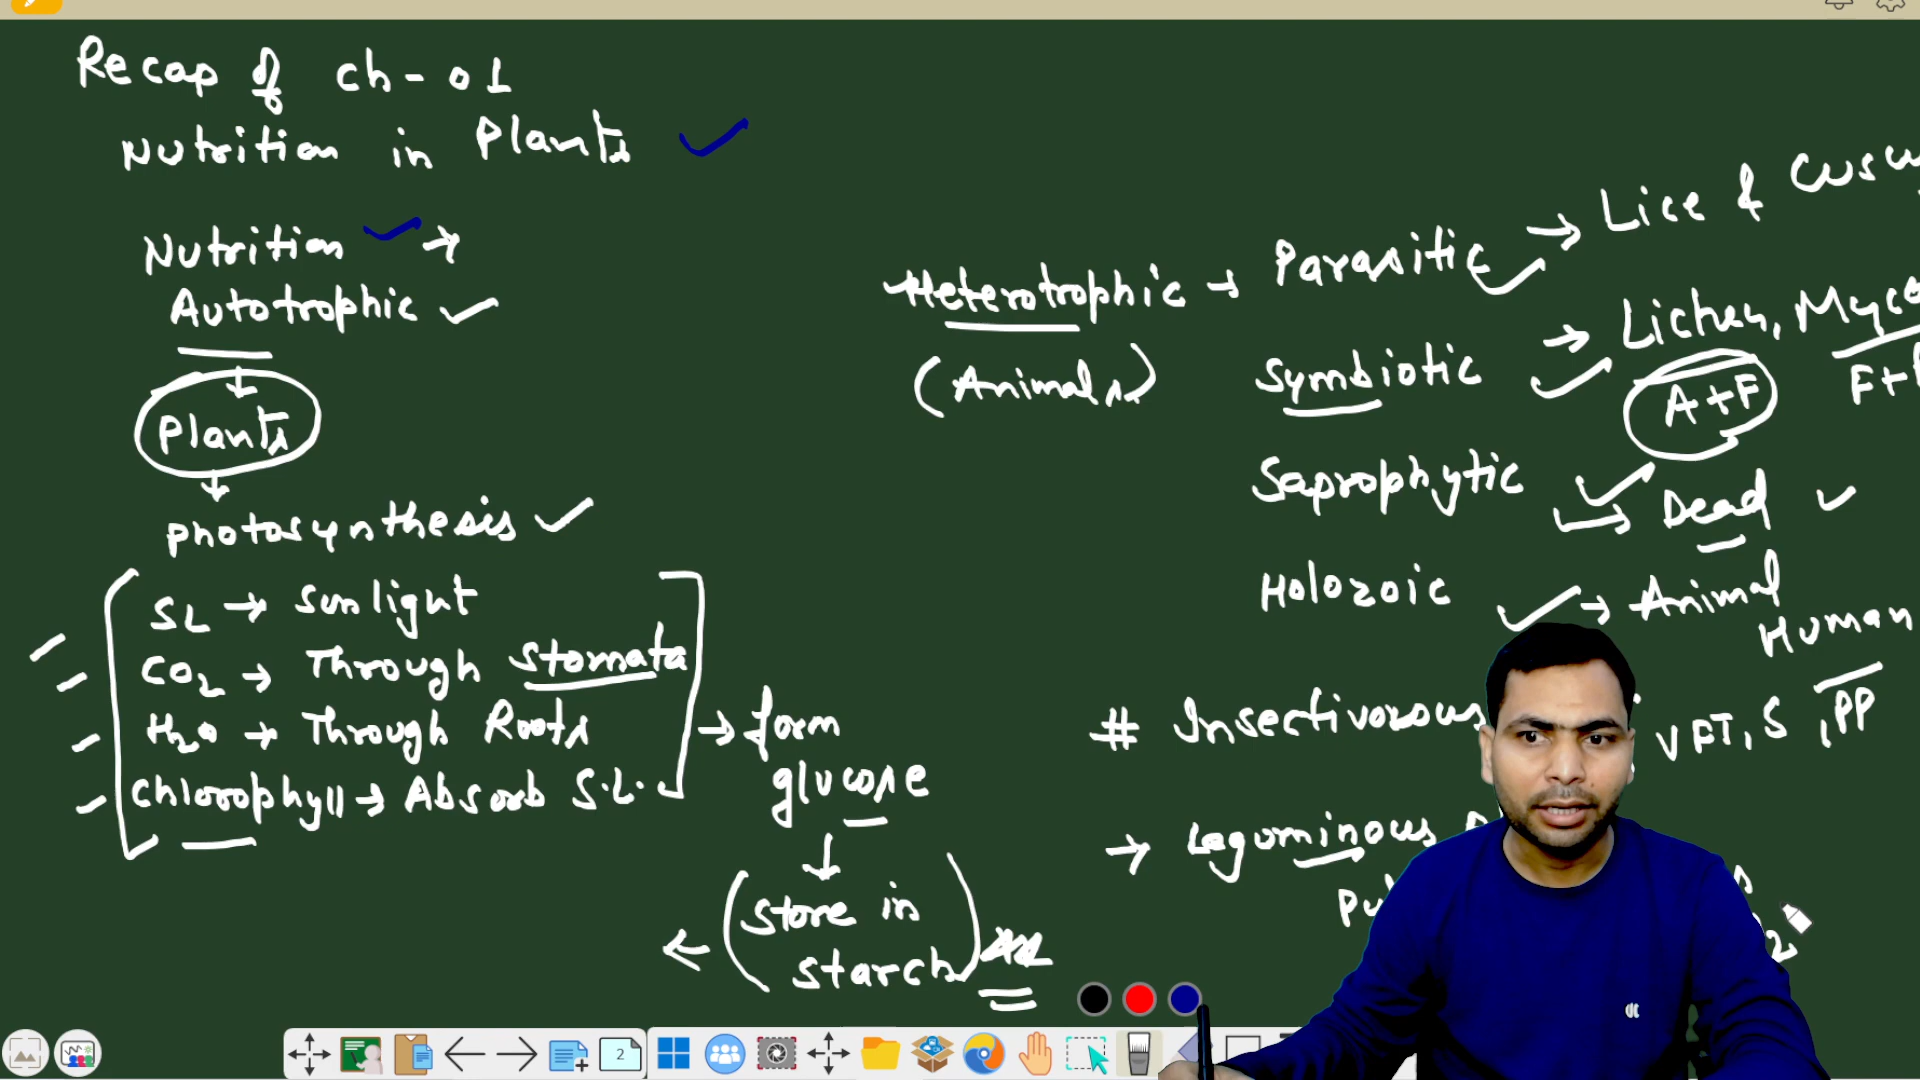 Recap of ch-01
Nutrition in Plants
Nutrition →
Autotrophic
↓
Plants
↓
Photosynthesis
SL → Sunlight
CO2 → Through Stomata
H2O → Through Roots
Chlorophyll → Absorb S.L.
→ form
glucose
↓
← (Store in
starch)
Heterotrophic →
(Animals)
Parasitic → Lice &
Symbiotic → Lichen,
A+F
Saprophytic → Dead
Holozoic → Animal
Human
# Insectivorous
VFT, S, PP
→ Leguminous
2